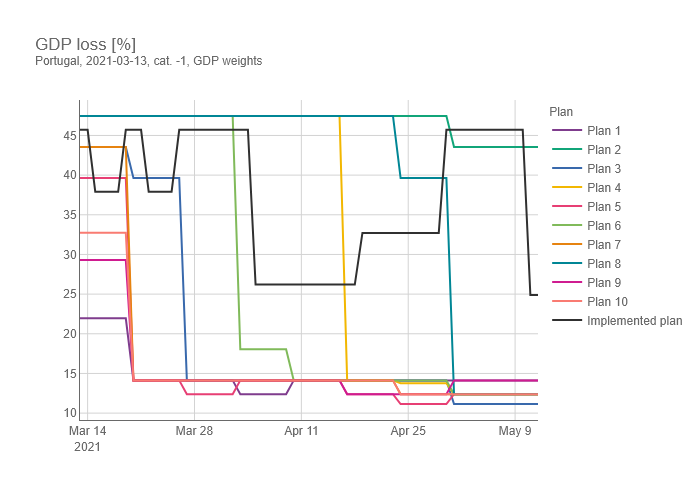 GDP loss [%]
Portugal, 2021-03-13, cat. -1, GDP weights
Plan
Plan 1
Plan 2
Plan 3
Plan 4
Plan 5
Plan 6
Plan 7
Plan 8
Plan 9
Plan 10
Implemented plan
45
40
35
30
25
20
15
10
Mar 14
2021
Mar 28
Apr 11
Apr 25
May 9